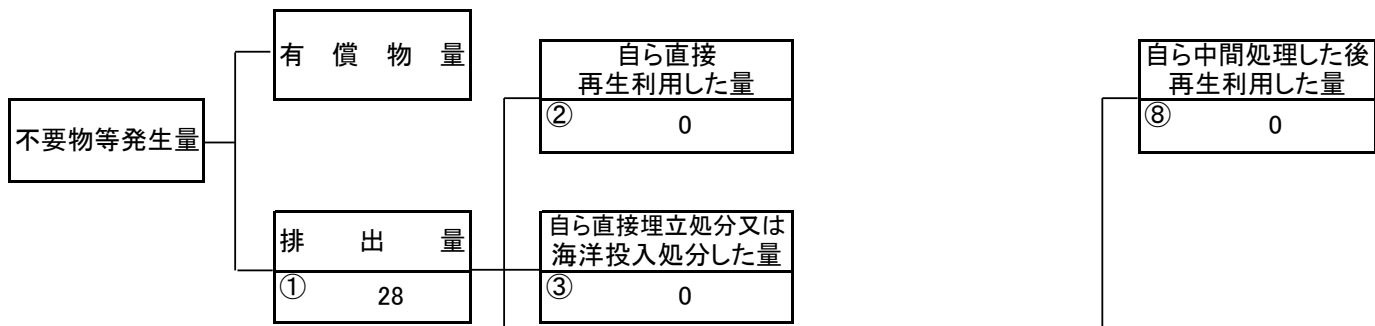 有償物量
自ら直接
再生利用した量
② 0
自ら中間処理した後
再生利用した量
⑧ 0
不要物等発生量
排出量
① 28
自ら直接埋立処分又は
海洋投入処分した量
③ 0